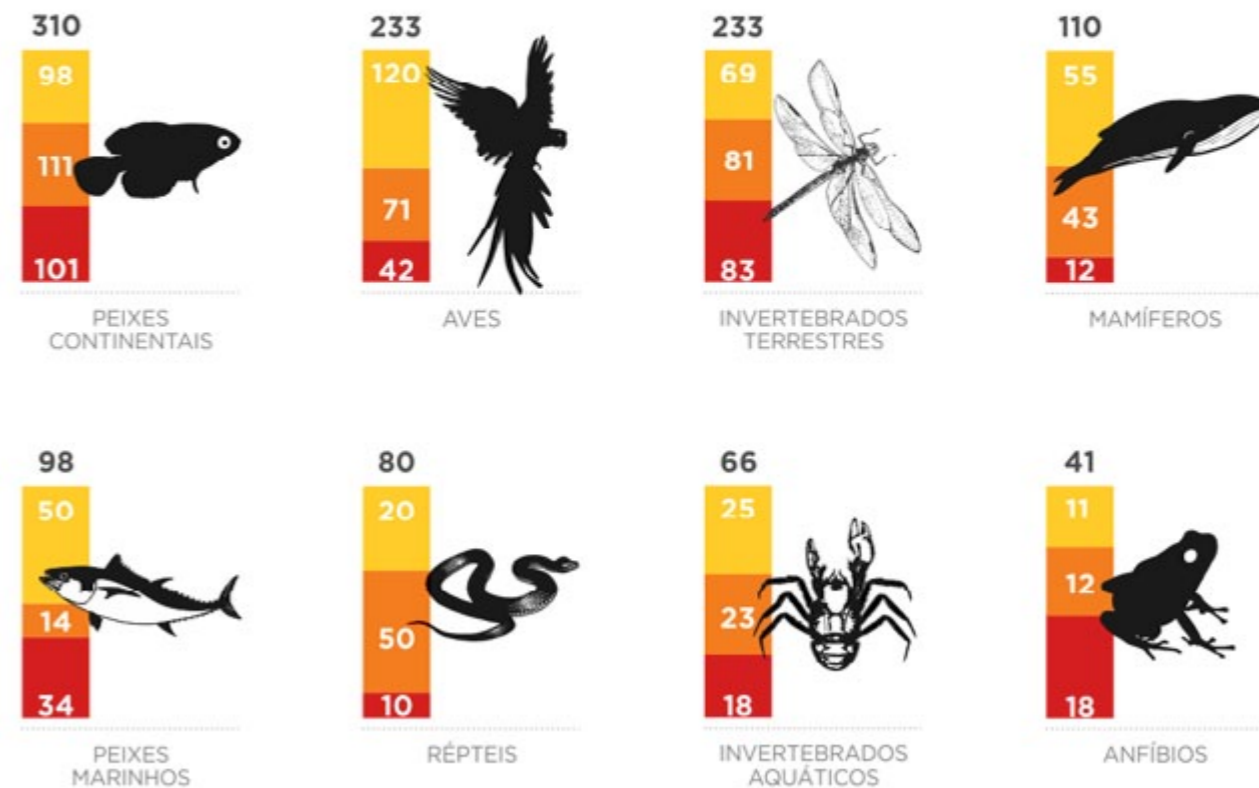 310
98
111
101
PEIXES
CONTINENTAIS
233
120
71
42
AVES
233
69
81
83
INVERTEBRADOS
TERRESTRES
110
55
43
12
MAMÍFEROS
98
50
14
34
PEIXES
MARINHOS
80
20
50
10
RÉPTEIS
66
25
23
18
INVERTEBRADOS
AQUÁTICOS
41
11
12
18
ANFÍBIOS